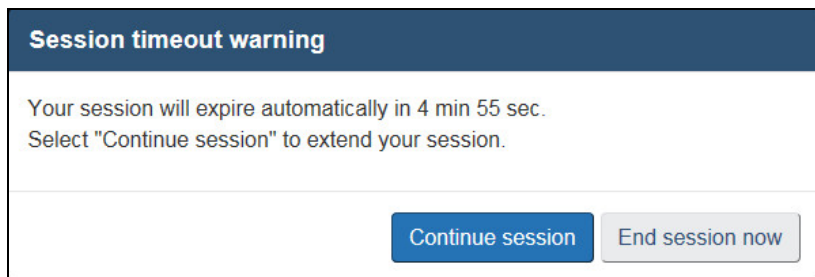 Session timeout warning
Your session will expire automatically in 4 min 55 sec.
Select "Continue session" to extend your session.
Continue session
End session now